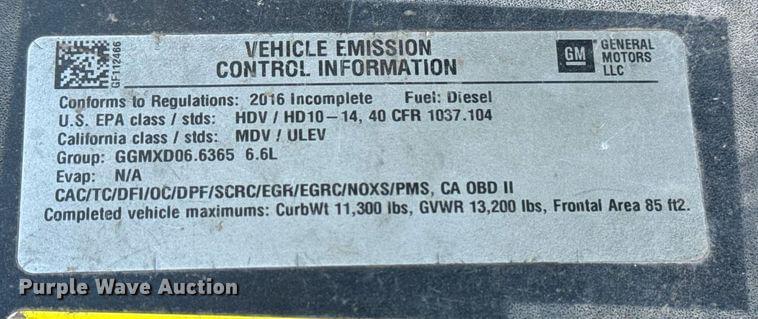 VEHICLE EMISSION
CONTROL INFORMATION
GF112466
GM
GENERAL
MOTORS
LLC
Conforms to Regulations: 2016 Incomplete Fuel: Diesel
U.S. EPA class / stds: HDV / HD10-14, 40 CFR 1037.104
California class / stds: MDV / ULEV
Group: GGMXD06.6365 6.6L
Evap: N/A
CAC/TC/DFI/OC/DPF/SCRC/EGR/EGRC/NOXS/PMS, CA OBD II
Completed vehicle maximums: CurbWt 11,300 lbs, GVWR 13,200 lbs, Frontal Area 85 ft2.
Purple Wave Auction